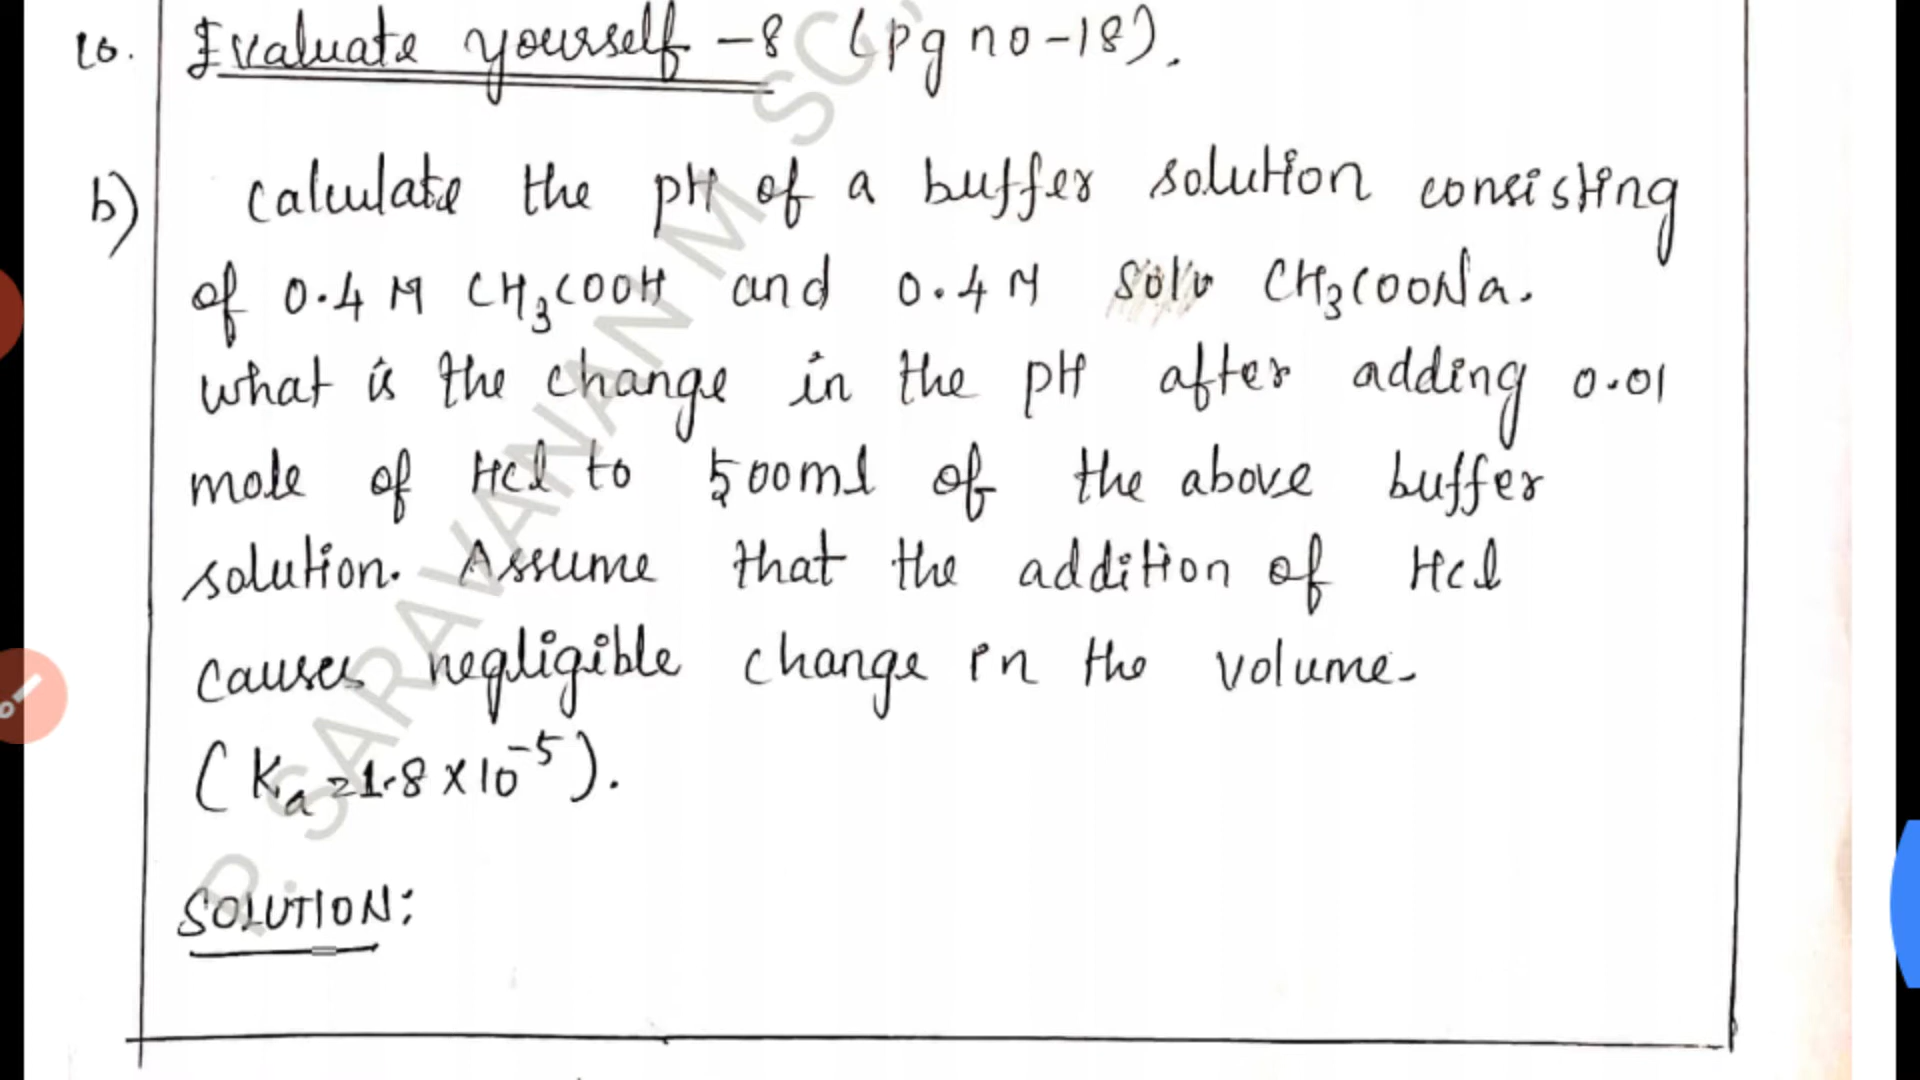 10. Evaluate yourself -8 (pg no-18).
b) Calculate the pH of a buffer solution consisting
of 0.4 M CH₃COOH and 0.4 M Solu CH₃COONa.
what is the change in the pH after adding 0.01
mole of Hcl to 500ml of the above buffer
solution. Assume that the addition of Hcl
causes negligible change in the volume.
(Ka = 1.8 x 10⁻⁵).
SOLUTION:
P. SARAVANAN M SC,